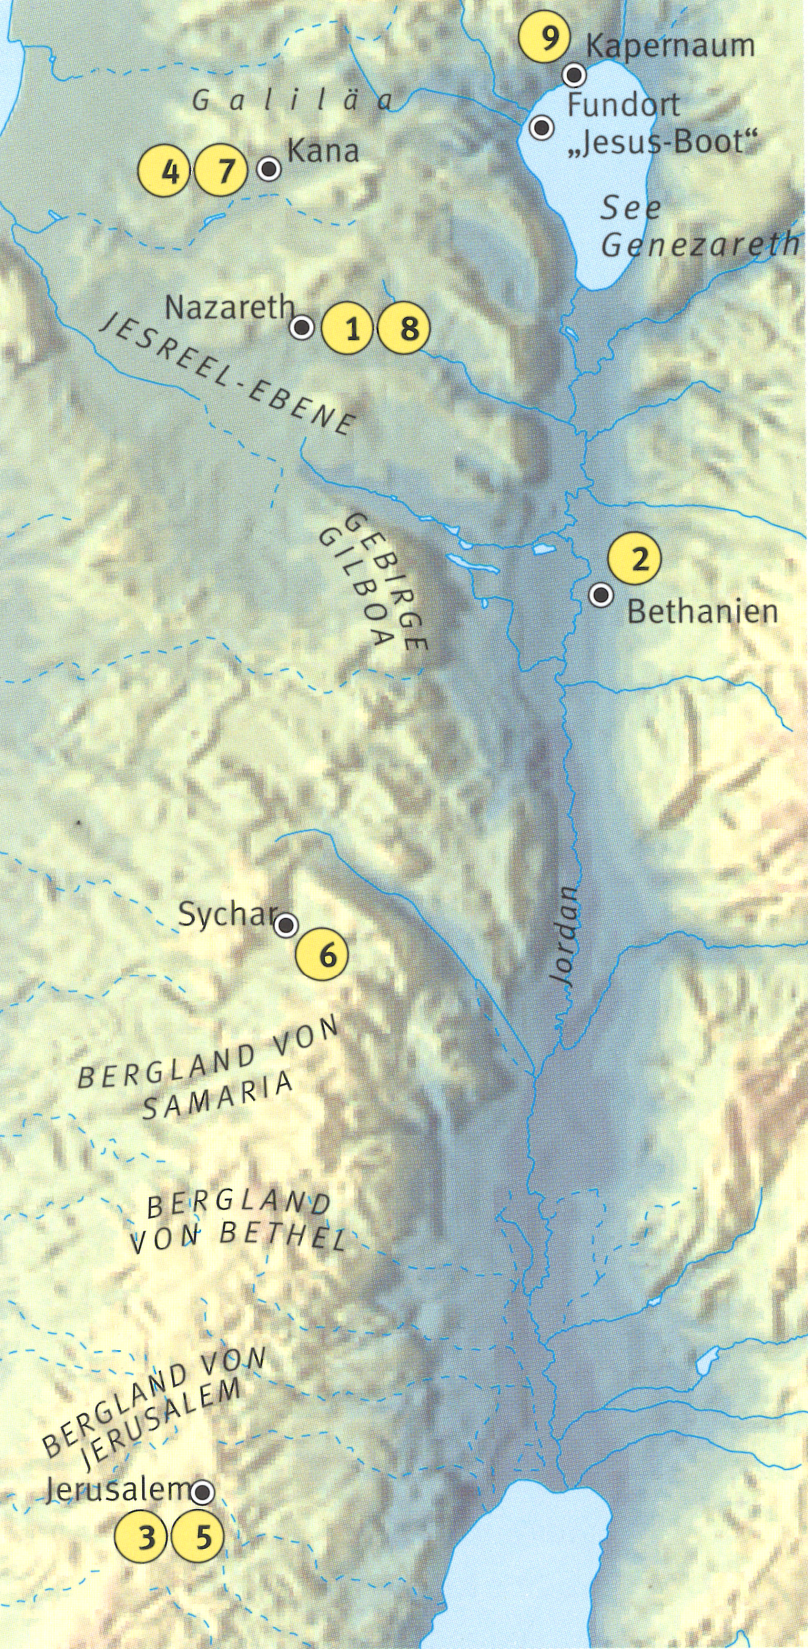 9
Kapernaum
Fundort
„Jesus-Boot“
Galiläa
4 7
Kana
See
Genezareth
Nazareth
1 8
JESREEL-EBENE
GEBIRGE
GILBOA
2
Bethanien
Sychar
6
Jordan
BERGLAND VON
SAMARIA
BERGLAND
VON BETHEL
BERGLAND VON
JERUSALEM
Jerusalem
3 5